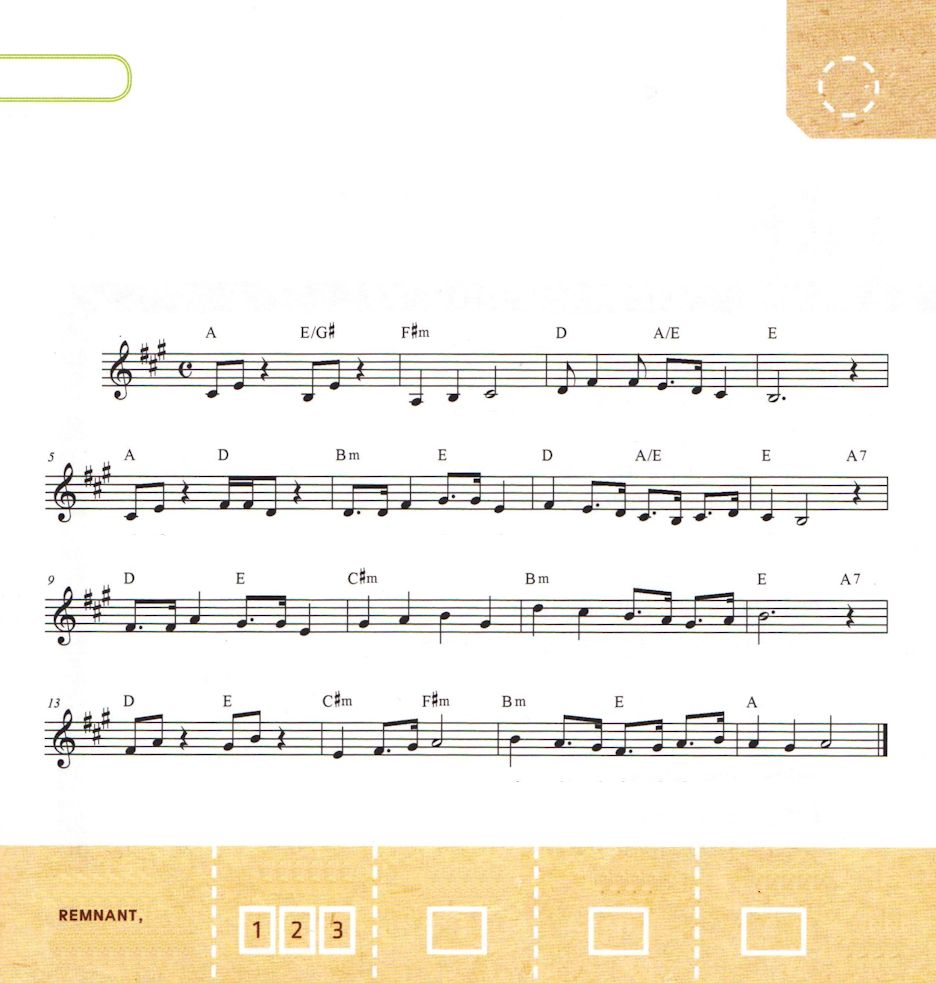 A E/G# F#m D A/E E
5 A D Bm E D A/E E A7
9 D E C#m Bm E A7
13 D E C#m F#m Bm E A
REMNANT,
1 2 3